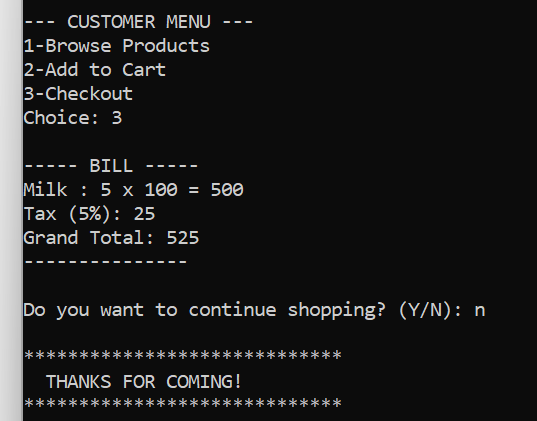 --- CUSTOMER MENU ---
1-Browse Products
2-Add to Cart
3-Checkout
Choice: 3
----- BILL -----
Milk : 5 x 100 = 500
Tax (5%): 25
Grand Total: 525
---------------
Do you want to continue shopping? (Y/N): n
*****************************
  THANKS FOR COMING!
*****************************